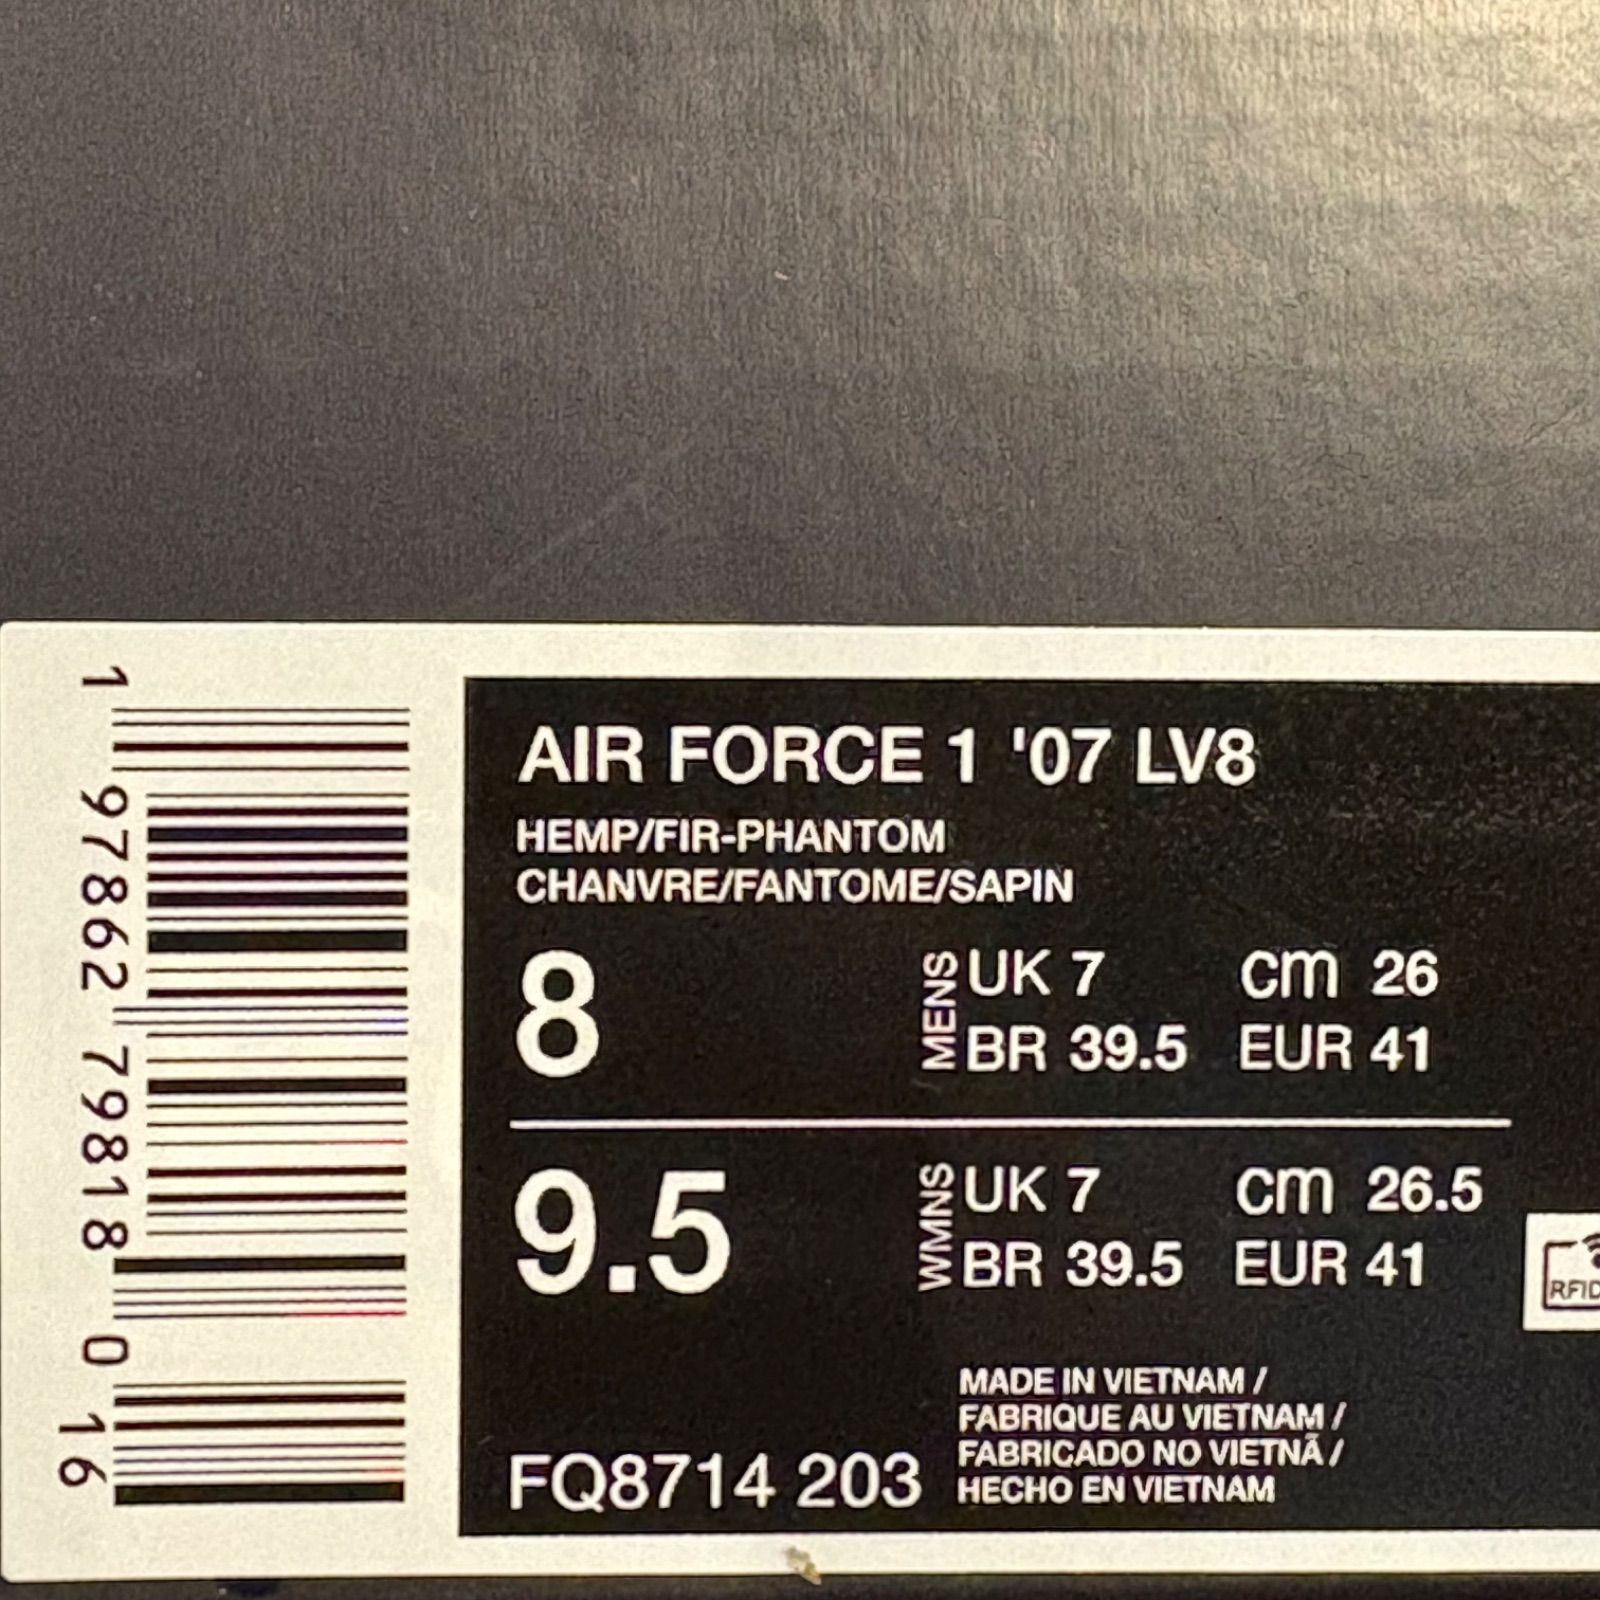 1 97862 79818 0 16
AIR FORCE 1 '07 LV8
HEMP/FIR-PHANTOM
CHANVRE/FANTOME/SAPIN
8 MENS UK 7 cm 26
BR 39.5 EUR 41
9.5 WMNS UK 7 cm 26.5
BR 39.5 EUR 41
RFID
MADE IN VIETNAM /
FABRIQUE AU VIETNAM /
FABRICADO NO VIETNÃ /
HECHO EN VIETNAM
FQ8714 203